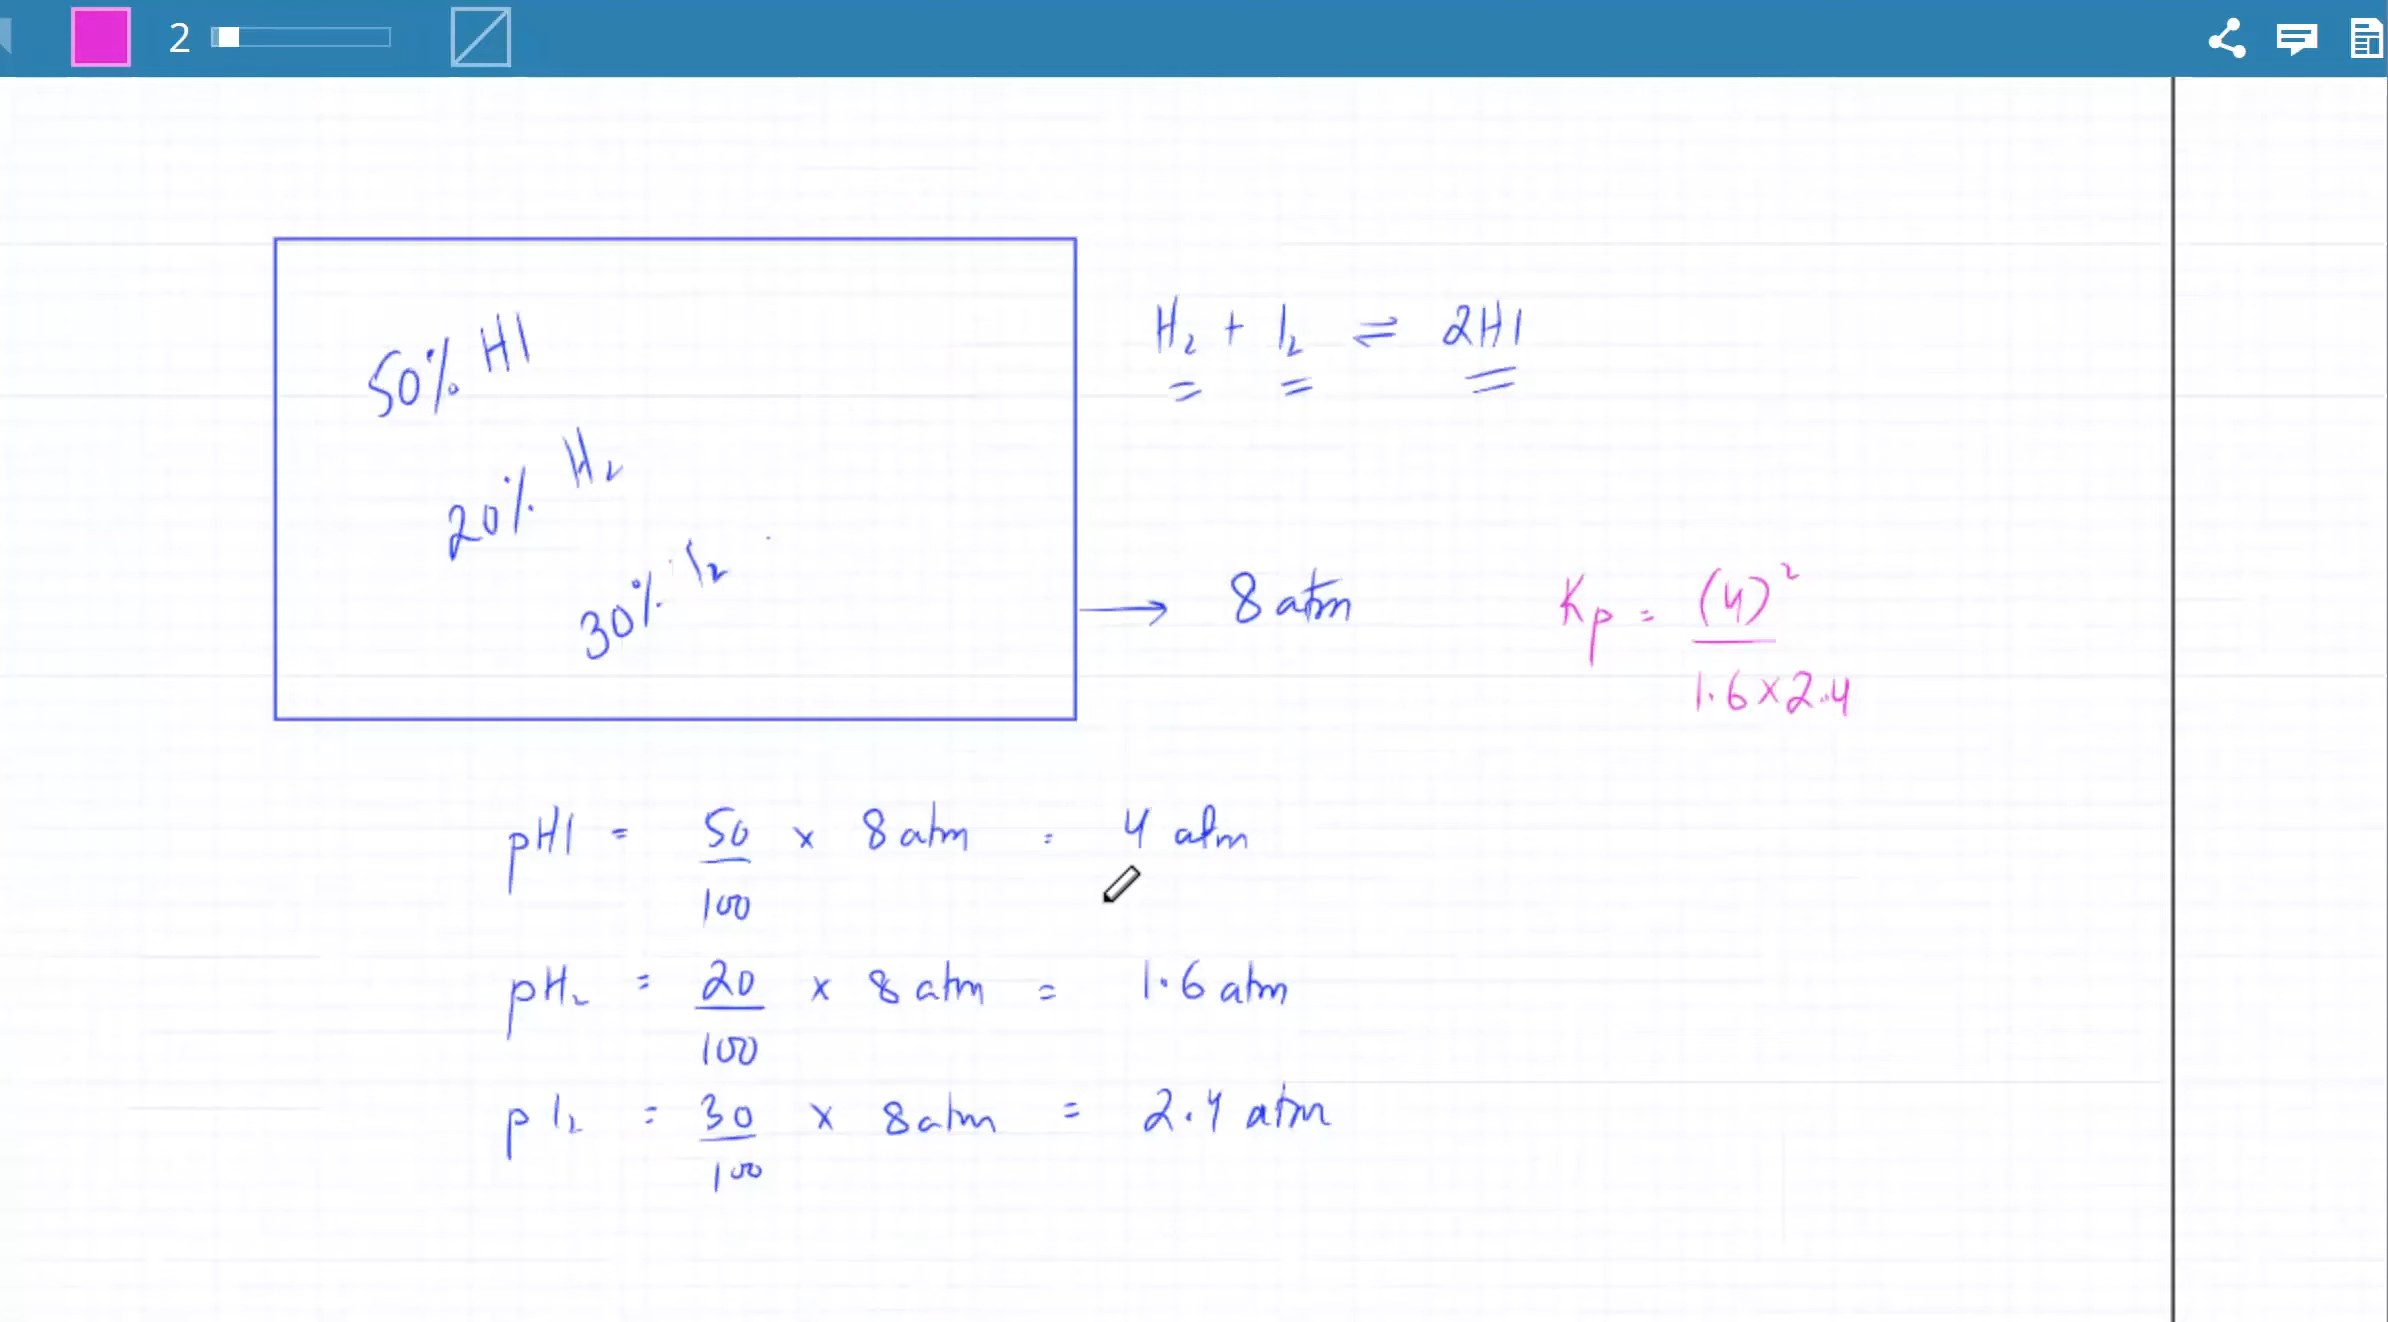 2
50% HI
H₂ + I₂ ⇌ 2HI
20% H₂
30% I₂
8 atm
Kp = (4)² / 1.6 × 2.4
pHI = 50/100 × 8 atm = 4 atm
pH₂ = 20/100 × 8 atm = 1.6 atm
pI₂ = 30/100 × 8 atm = 2.4 atm